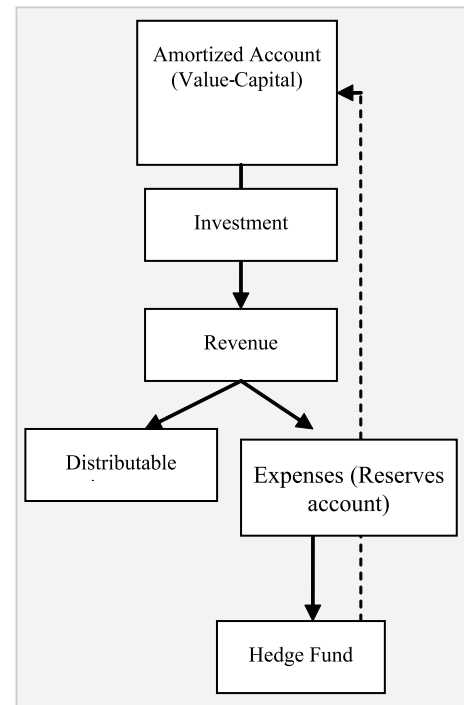 Amortized Account
(Value-Capital)
Investment
Revenue
Distributable
Expenses (Reserves
account)
Hedge Fund